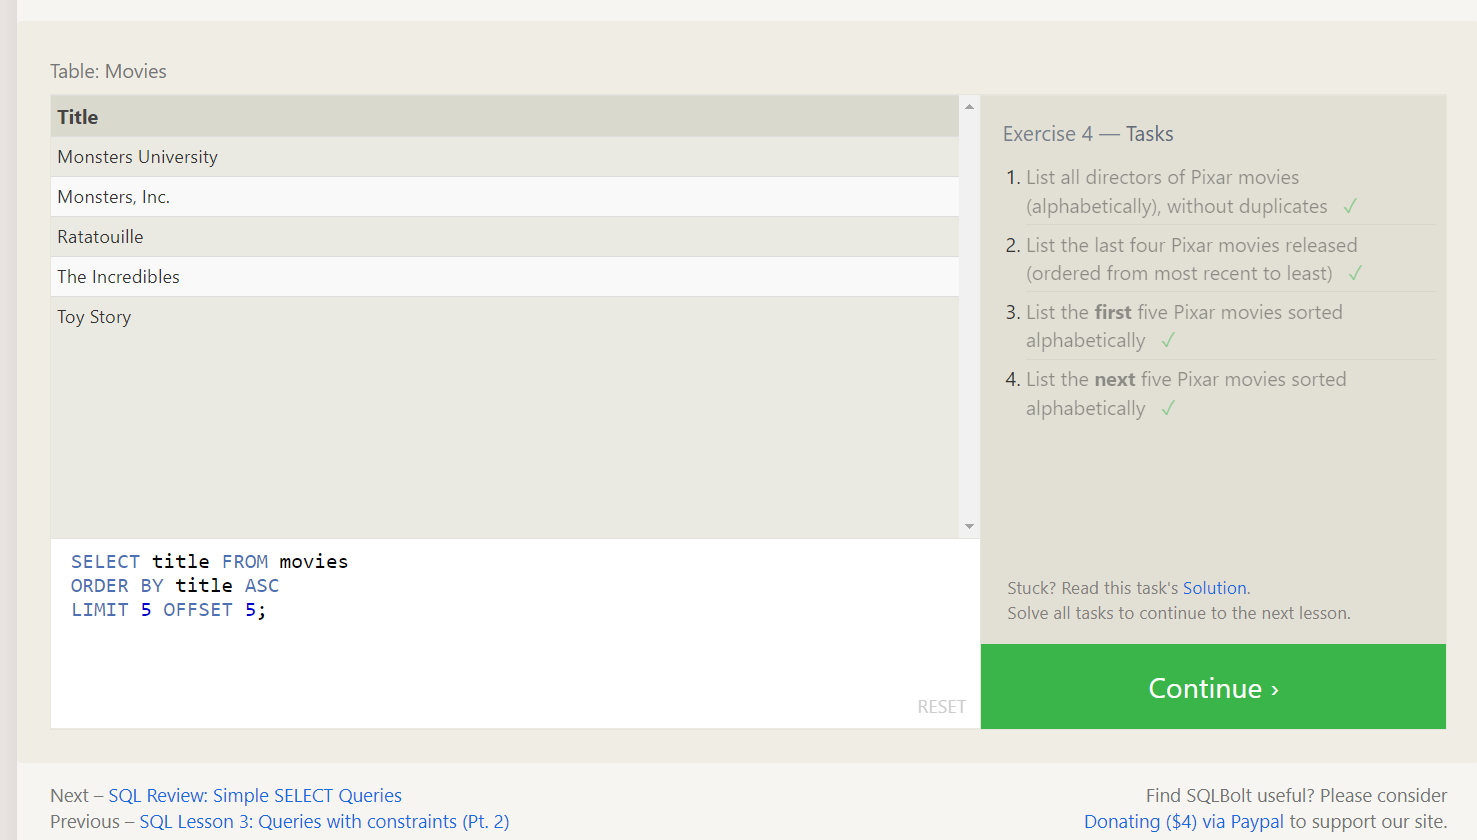 Table: Movies
Title
Monsters University
Monsters, Inc.
Ratatouille
The Incredibles
Toy Story
SELECT title FROM movies
ORDER BY title ASC
LIMIT 5 OFFSET 5;
RESET
Exercise 4 — Tasks
1. List all directors of Pixar movies
(alphabetically), without duplicates ✓
2. List the last four Pixar movies released
(ordered from most recent to least) ✓
3. List the first five Pixar movies sorted
alphabetically ✓
4. List the next five Pixar movies sorted
alphabetically ✓
Stuck? Read this task's Solution.
Solve all tasks to continue to the next lesson.
Continue ›
Next – SQL Review: Simple SELECT Queries
Previous – SQL Lesson 3: Queries with constraints (Pt. 2)
Find SQLBolt useful? Please consider
Donating ($4) via Paypal to support our site.